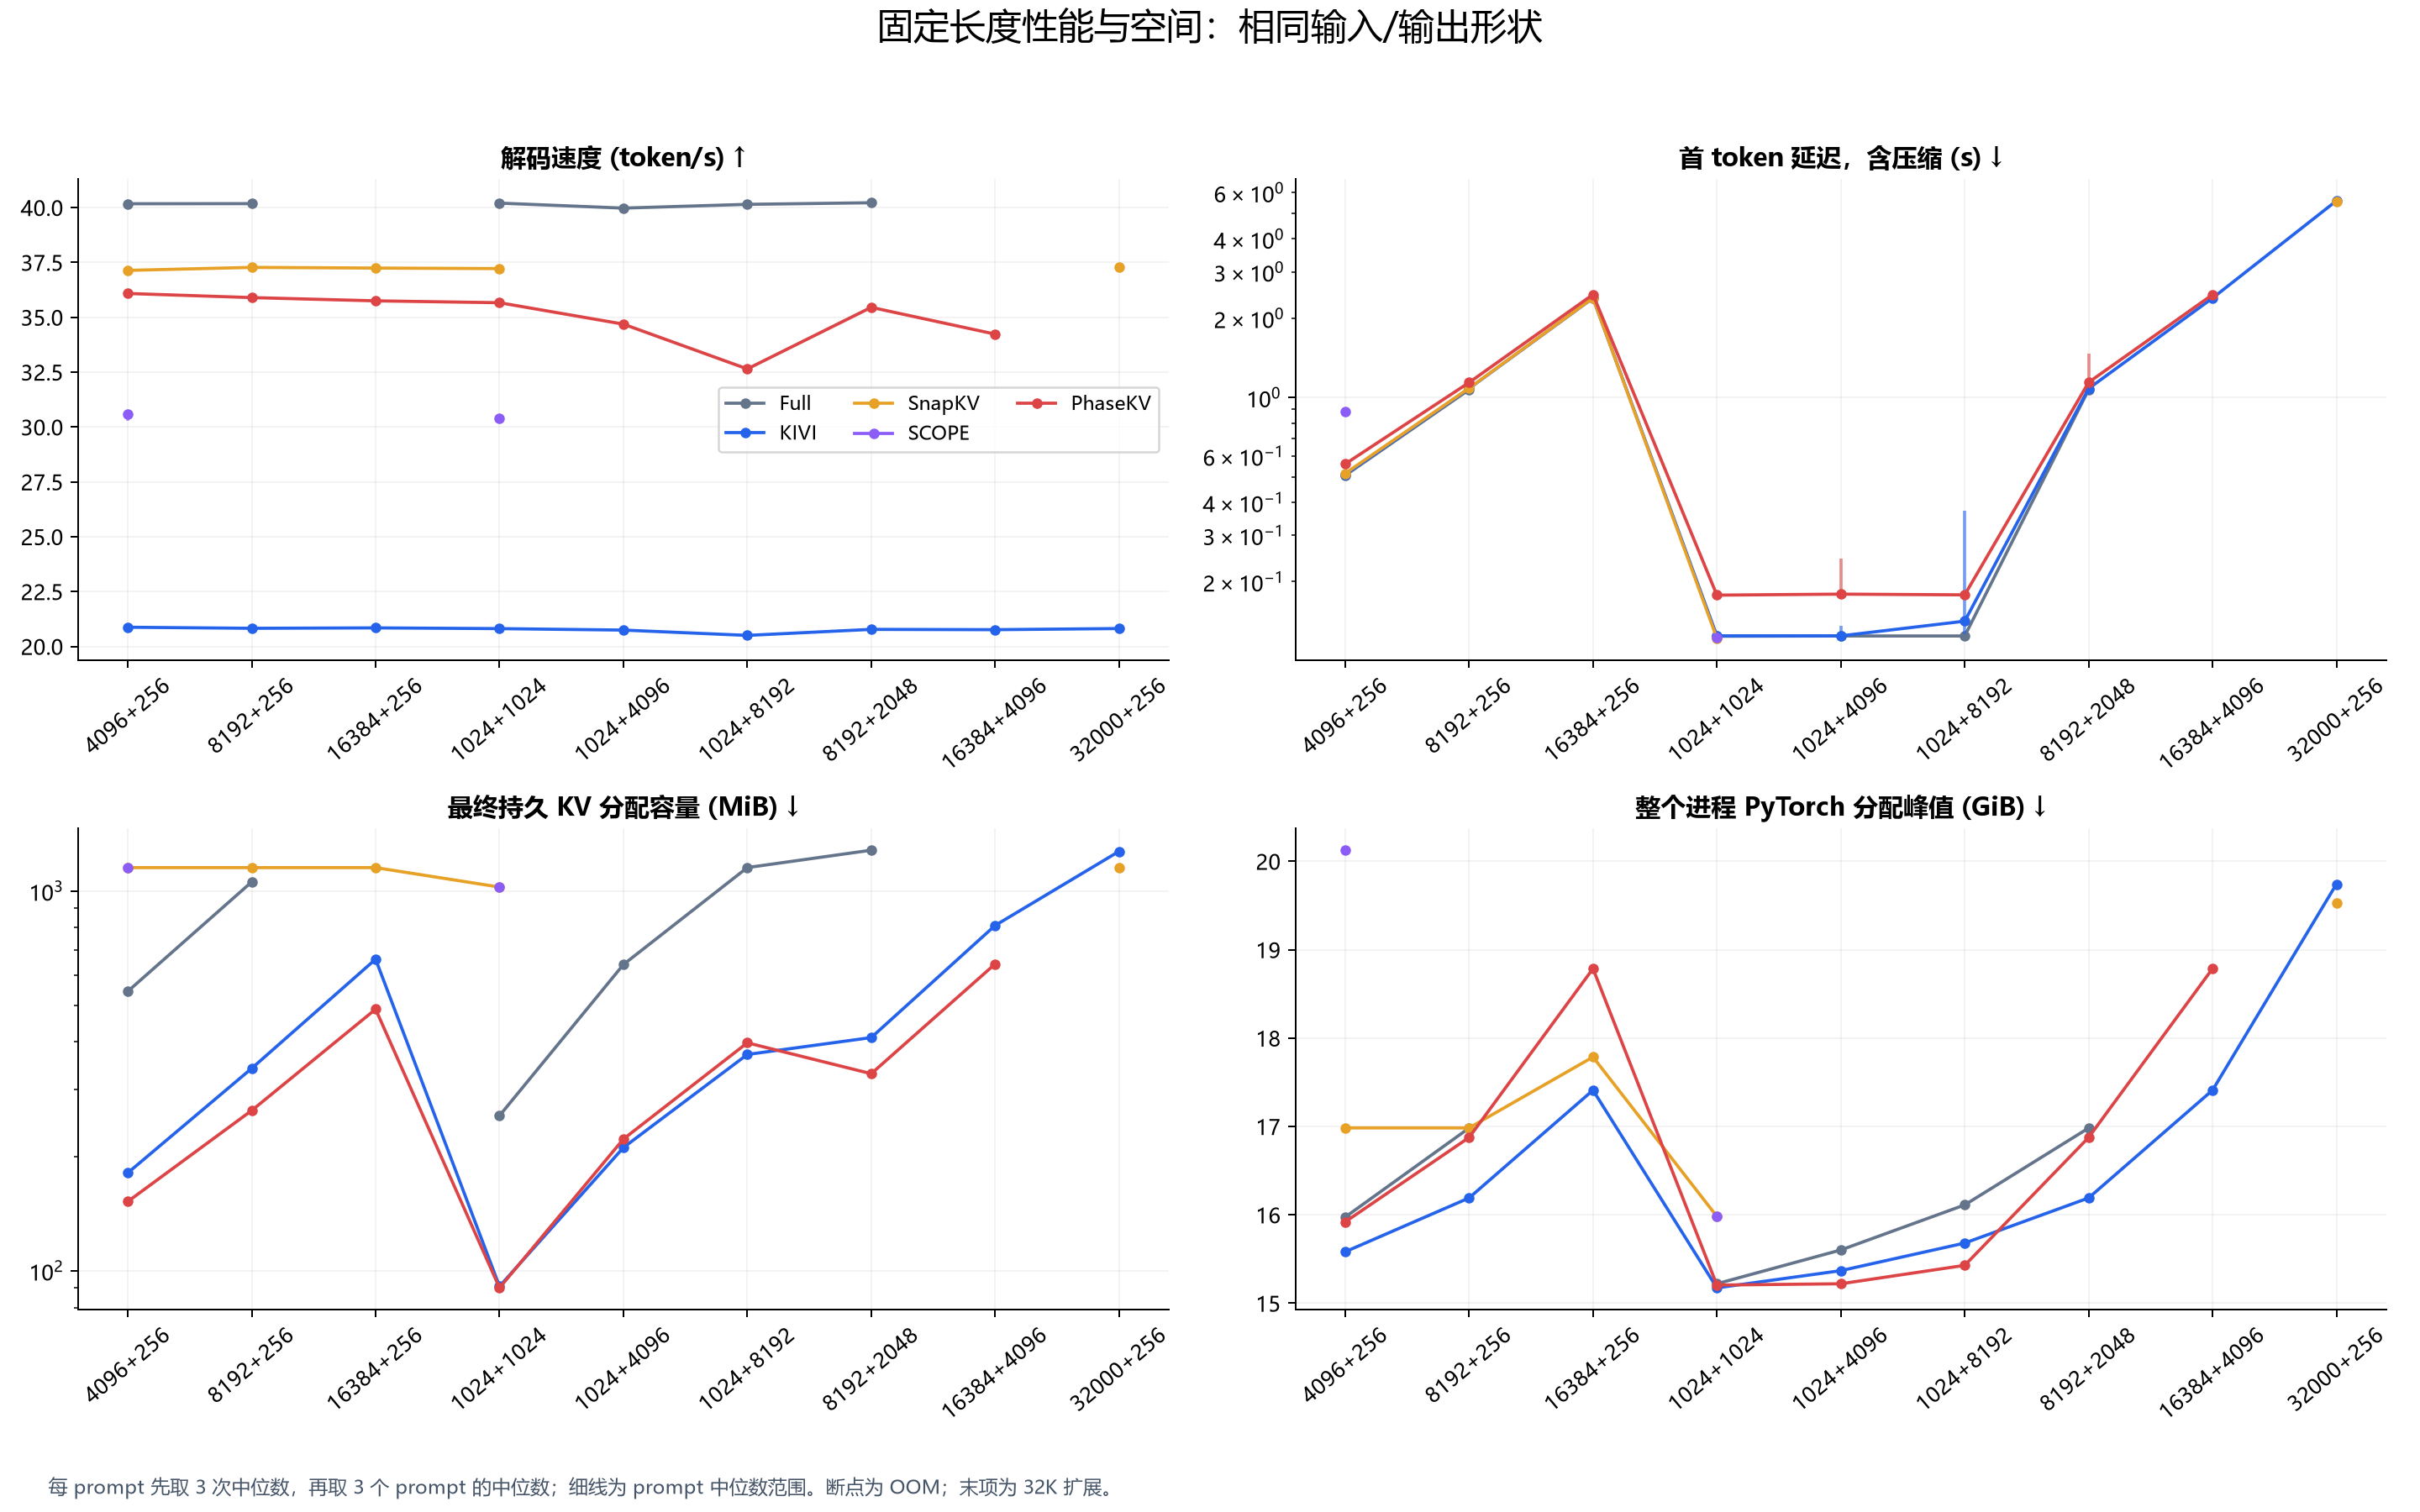 固定长度性能与空间：相同输入/输出形状
解码速度 (token/s) ↑
40.0
37.5
35.0
32.5
30.0
27.5
25.0
22.5
20.0
Full
SnapKV
PhaseKV
KIVI
SCOPE
4096+256
8192+256
16384+256
1024+1024
1024+4096
1024+8192
8192+2048
16384+4096
32000+256
首 token 延迟，含压缩 (s) ↓
6 × 10⁰
4 × 10⁰
3 × 10⁰
2 × 10⁰
10⁰
6 × 10⁻¹
4 × 10⁻¹
3 × 10⁻¹
2 × 10⁻¹
4096+256
8192+256
16384+256
1024+1024
1024+4096
1024+8192
8192+2048
16384+4096
32000+256
最终持久 KV 分配容量 (MiB) ↓
10³
10²
4096+256
8192+256
16384+256
1024+1024
1024+4096
1024+8192
8192+2048
16384+4096
32000+256
整个进程 PyTorch 分配峰值 (GiB) ↓
20
19
18
17
16
15
4096+256
8192+256
16384+256
1024+1024
1024+4096
1024+8192
8192+2048
16384+4096
32000+256
每 prompt 先取 3 次中位数，再取 3 个 prompt 的中位数；细线为 prompt 中位数范围。断点为 OOM；末项为 32K 扩展。